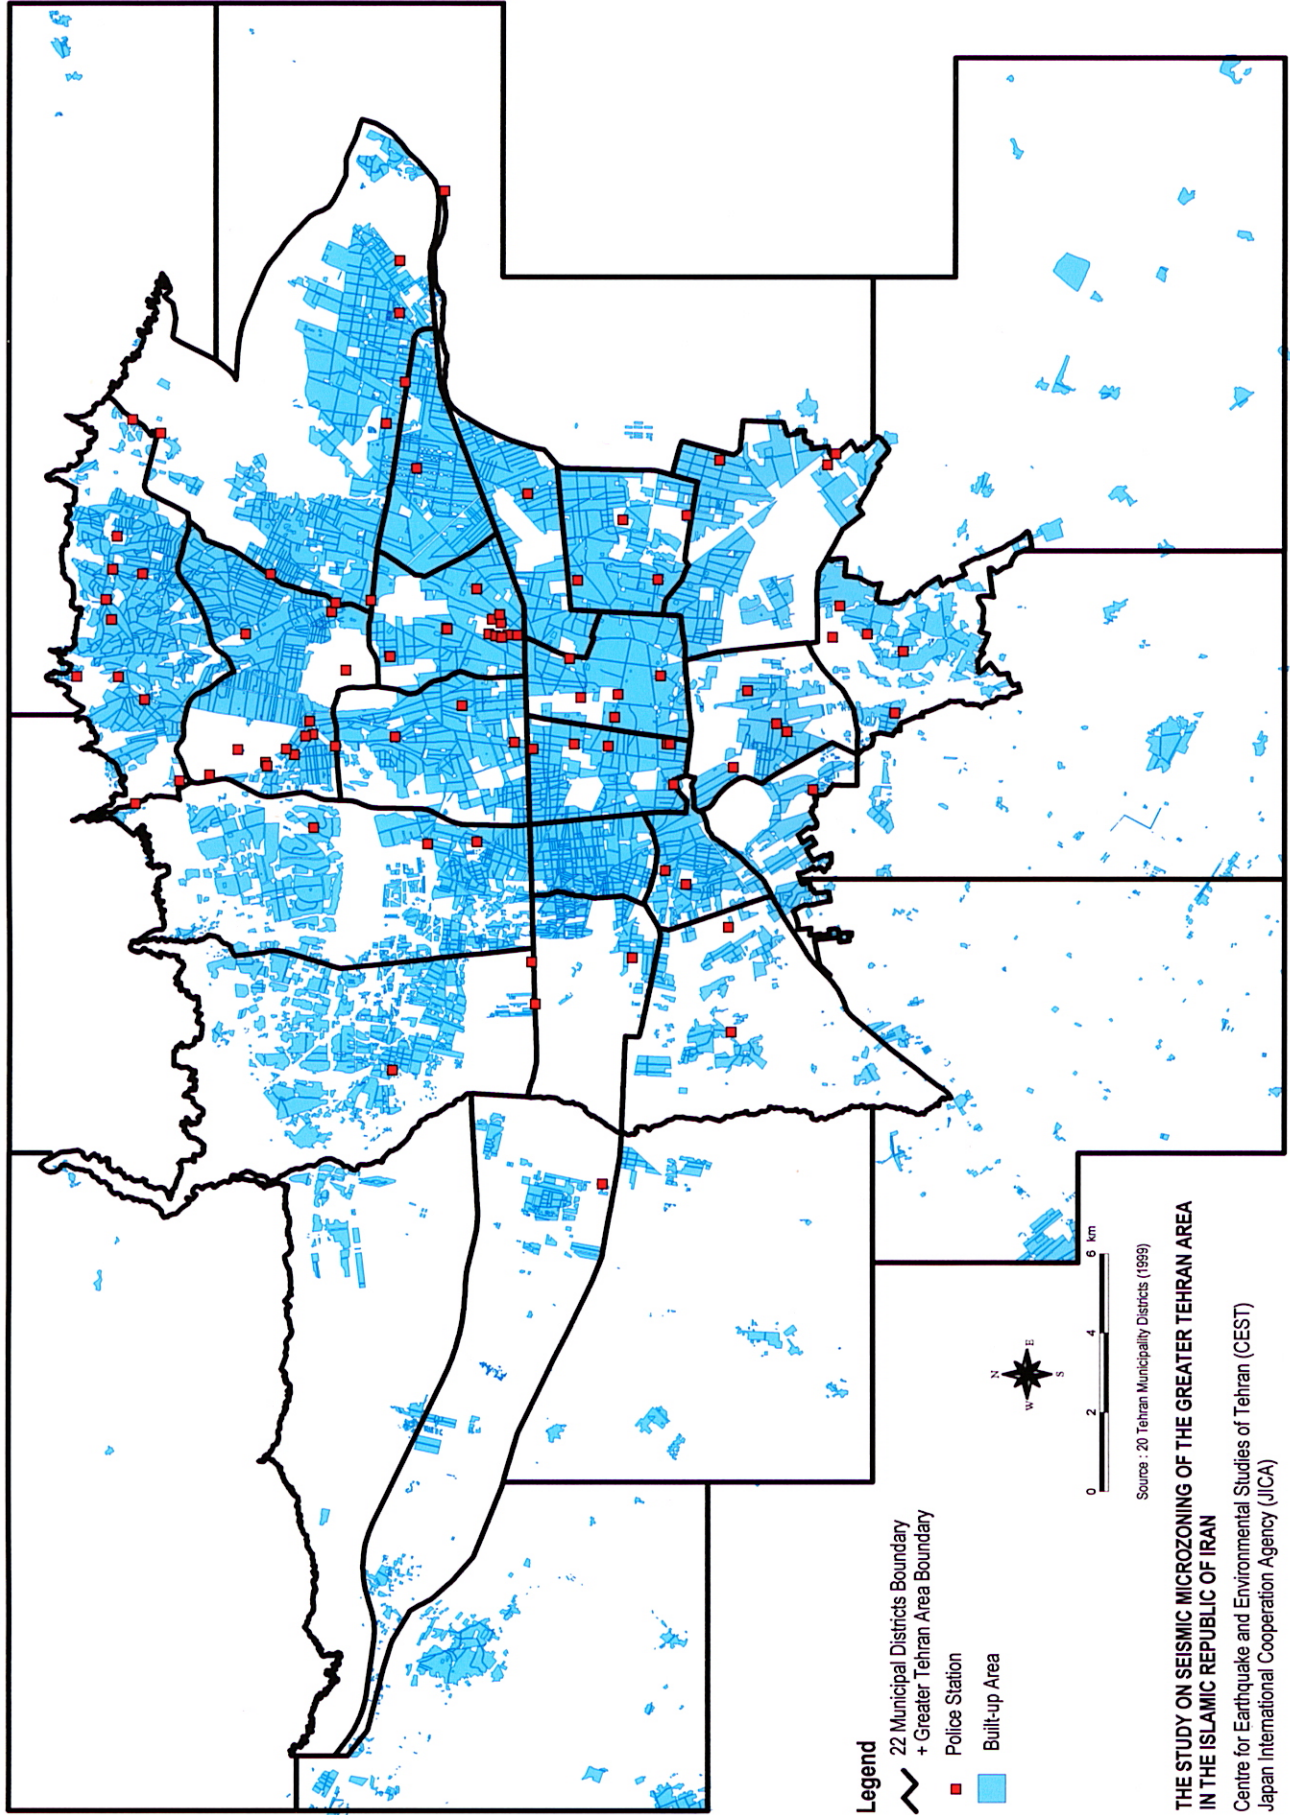 Legend
22 Municipal Districts Boundary
+ Greater Tehran Area Boundary
Police Station
Built-up Area
N
W
E
S
0 2 4 6 km
Source : 20 Tehran Municipality Districts (1999)
THE STUDY ON SEISMIC MICROZONING OF THE GREATER TEHRAN AREA
IN THE ISLAMIC REPUBLIC OF IRAN
Centre for Earthquake and Environmental Studies of Tehran (CEST)
Japan International Cooperation Agency (JICA)